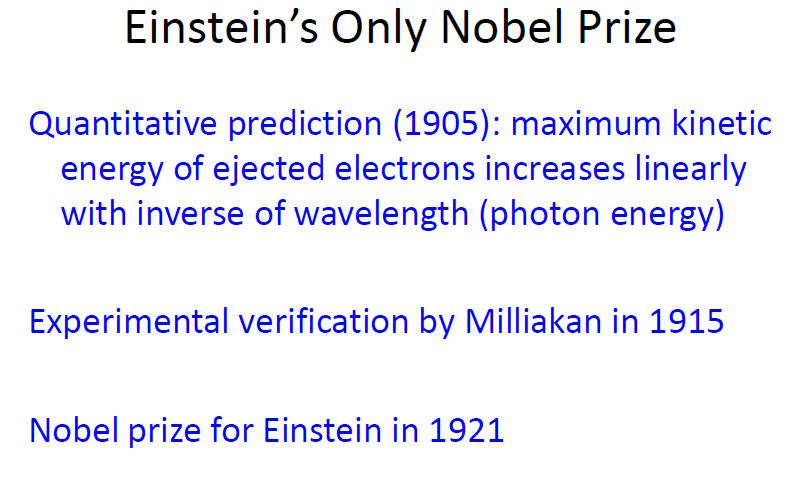 Einstein’s Only Nobel Prize
Quantitative prediction (1905): maximum kinetic
energy of ejected electrons increases linearly
with inverse of wavelength (photon energy)
Experimental verification by Milliakan in 1915
Nobel prize for Einstein in 1921